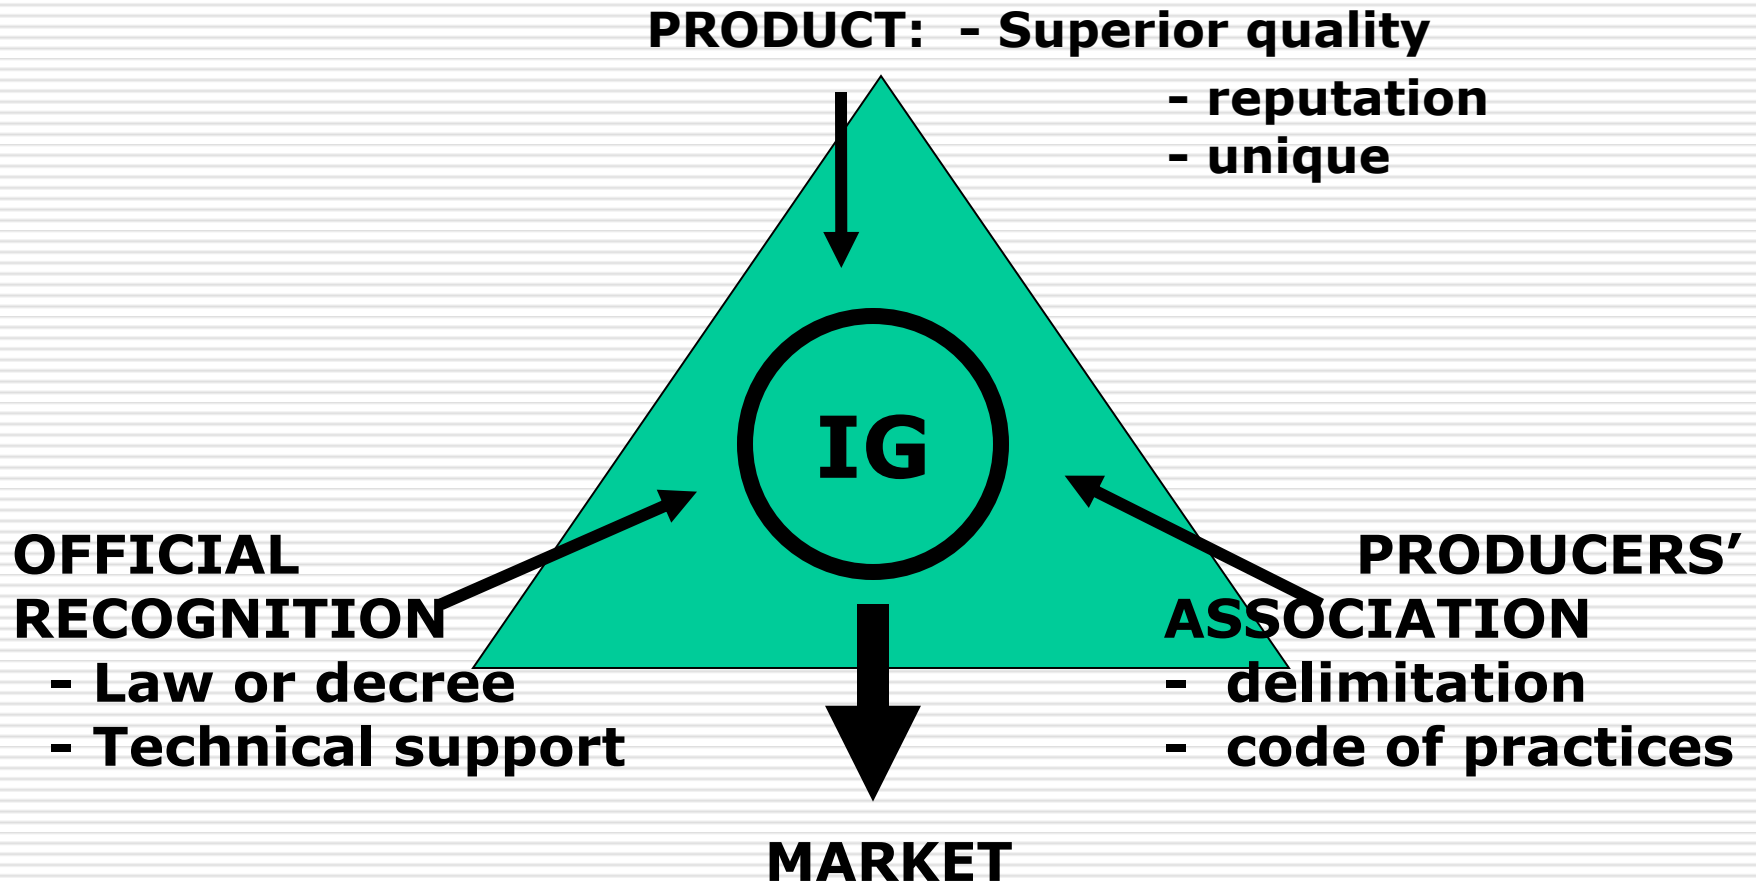 PRODUCT: - Superior quality
- reputation
- unique
IG
OFFICIAL
RECOGNITION
- Law or decree
- Technical support
PRODUCERS’
ASSOCIATION
- delimitation
- code of practices
MARKET